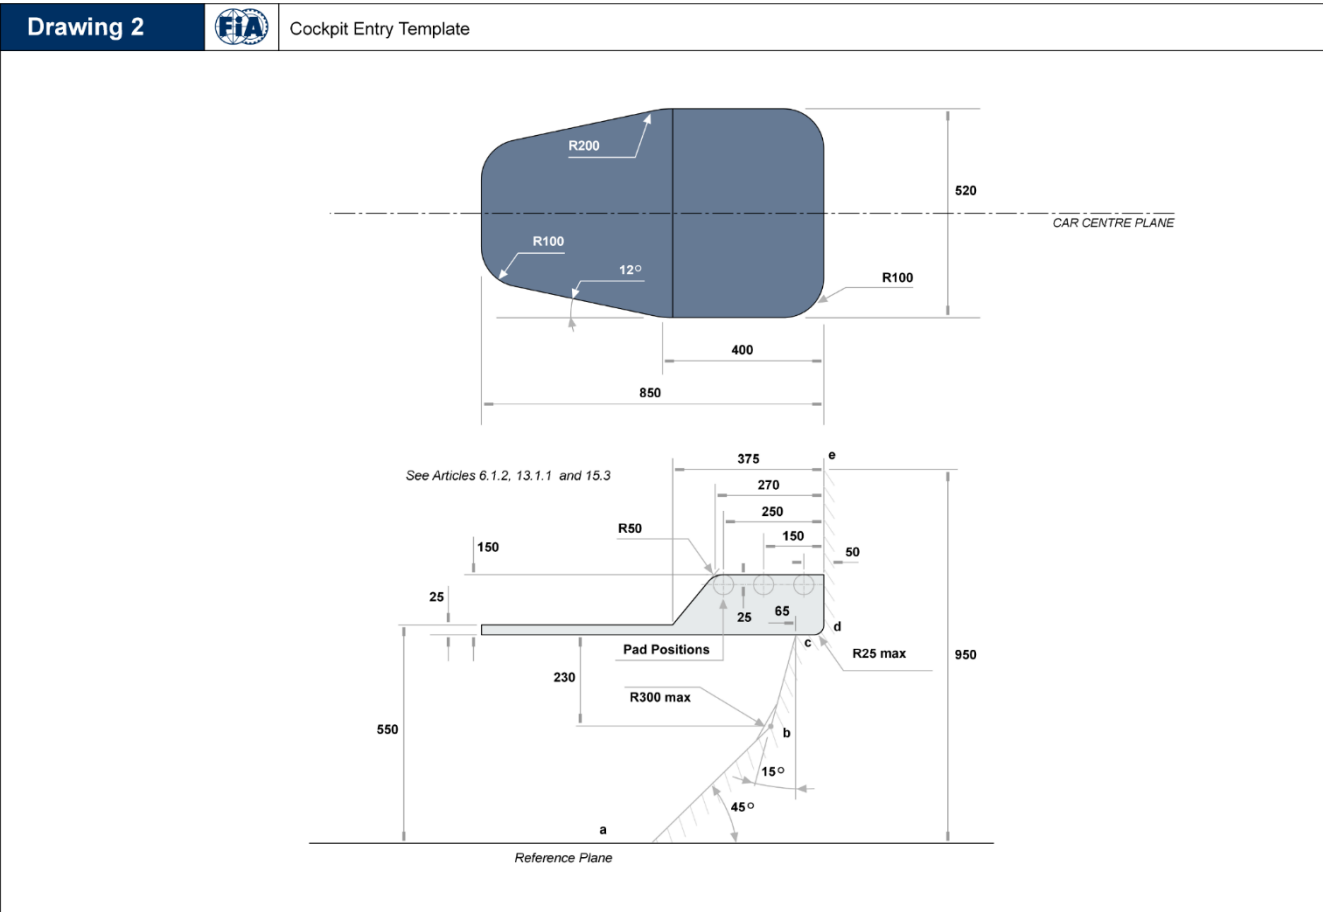 Drawing 2
FIA
Cockpit Entry Template
R200
520
CAR CENTRE PLANE
R100
12°
R100
400
850
375
e
See Articles 6.1.2, 13.1.1 and 15.3
270
250
R50
150
150
50
25
25
65
d
c
Pad Positions
R25 max
950
230
R300 max
550
b
15°
45°
a
Reference Plane